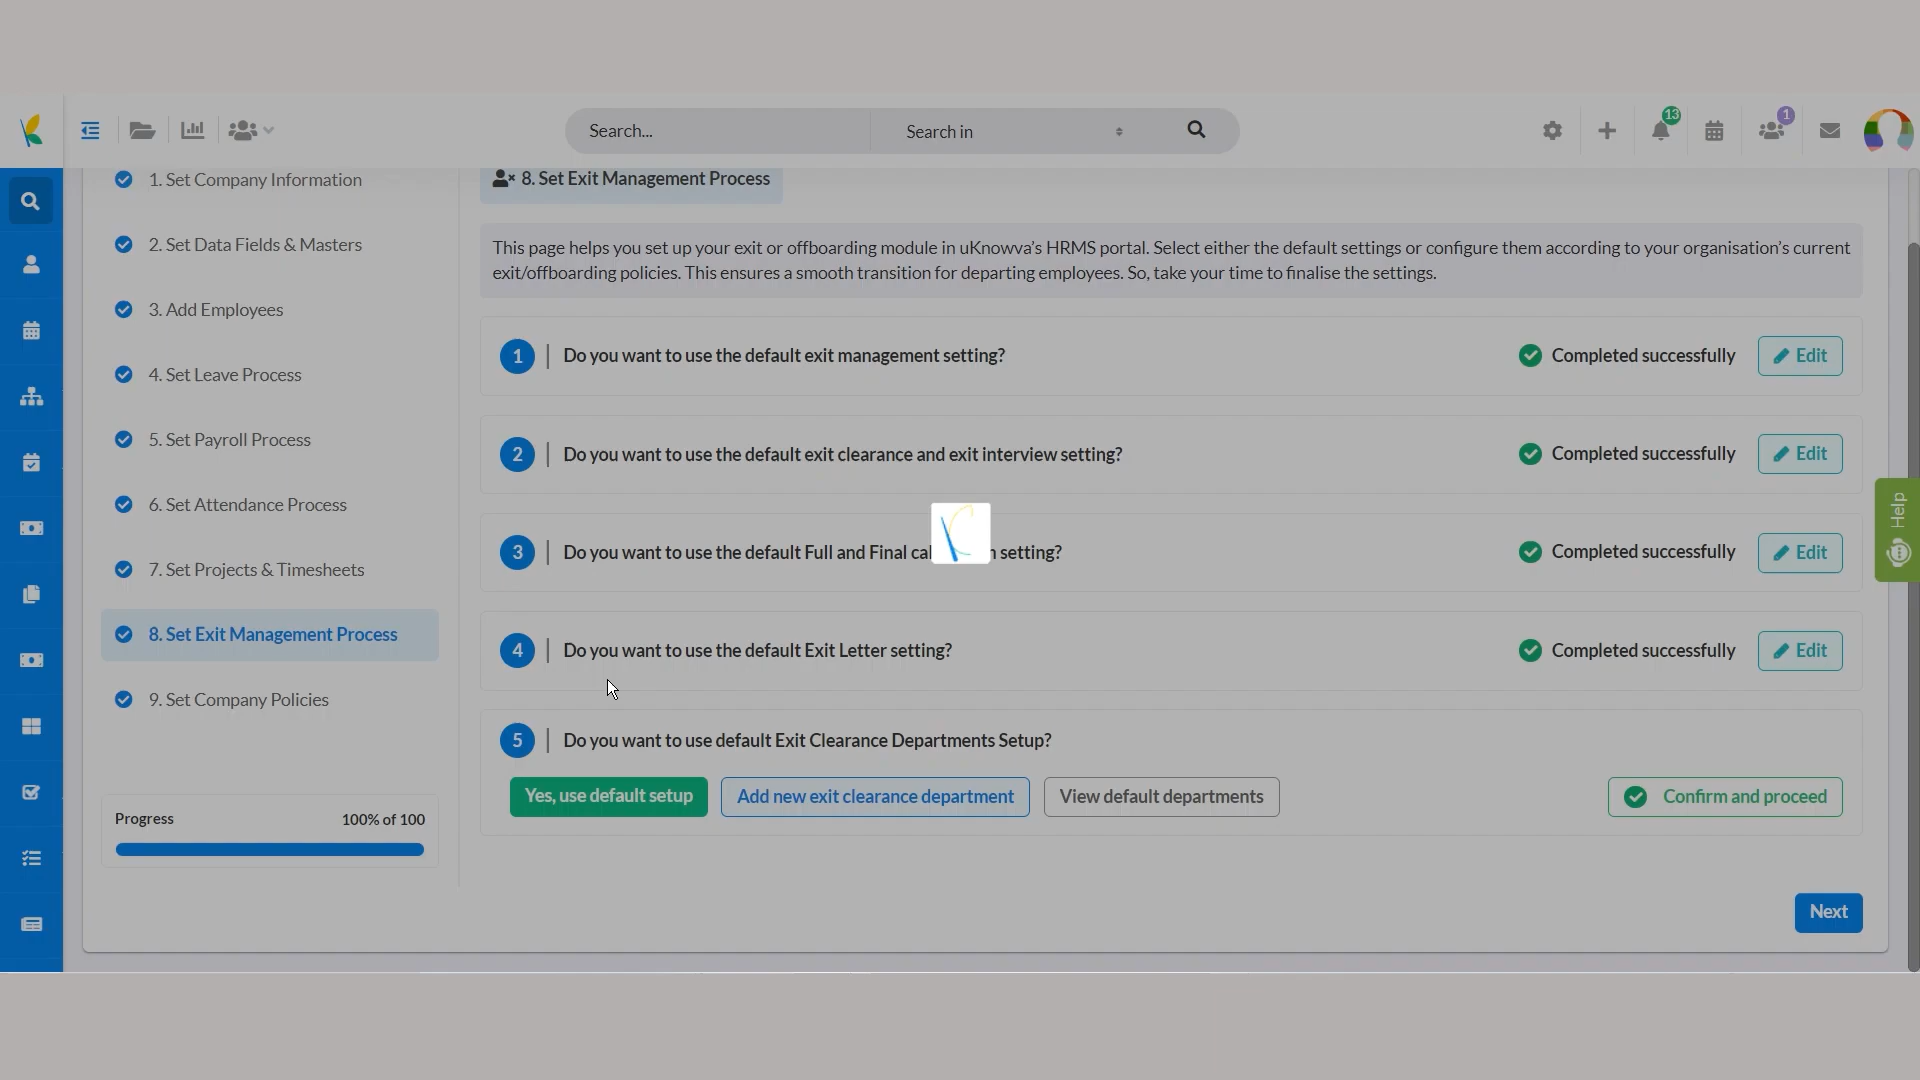 Search...
Search in
13
1
1. Set Company Information
2. Set Data Fields & Masters
3. Add Employees
4. Set Leave Process
5. Set Payroll Process
6. Set Attendance Process
7. Set Projects & Timesheets
8. Set Exit Management Process
9. Set Company Policies
Progress 100% of 100
8. Set Exit Management Process
This page helps you set up your exit or offboarding module in uKnowva's HRMS portal. Select either the default settings or configure them according to your organisation's current
exit/offboarding policies. This ensures a smooth transition for departing employees. So, take your time to finalise the settings.
1 Do you want to use the default exit management setting? Completed successfully Edit
2 Do you want to use the default exit clearance and exit interview setting? Completed successfully Edit
3 Do you want to use the default Full and Final setting? Completed successfully Edit
4 Do you want to use the default Exit Letter setting? Completed successfully Edit
5 Do you want to use default Exit Clearance Departments Setup?
Yes, use default setup Add new exit clearance department View default departments Confirm and proceed
Next
Help